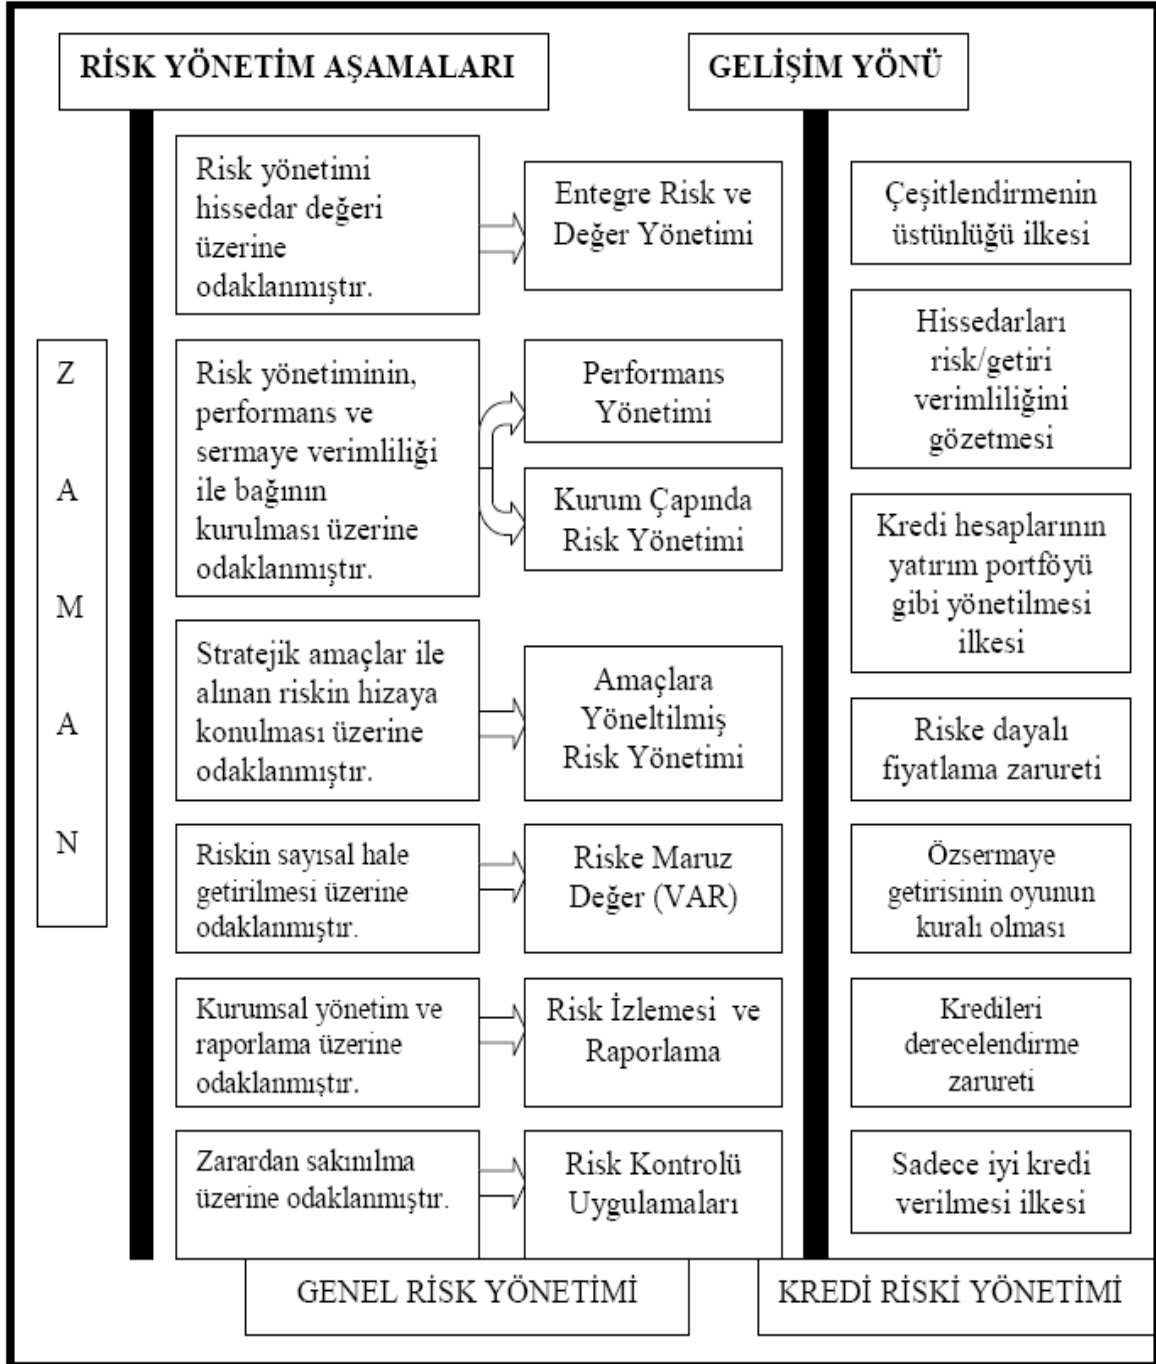 RİSK YÖNETİM AŞAMALARI
GELİŞİM YÖNÜ
Z
A
M
A
N
Risk yönetimi
hissedar değeri
üzerine
odaklanmıştır.
Entegre Risk ve
Değer Yönetimi
Risk yönetiminin,
performans ve
sermaye verimliliği
ile bağının
kurulması üzerine
odaklanmıştır.
Performans
Yönetimi
Kurum Çapında
Risk Yönetimi
Stratejik amaçlar ile
alınan riskin hizaya
konulması üzerine
odaklanmıştır.
Amaçlara
Yöneltilmiş
Risk Yönetimi
Riskin sayısal hale
getirilmesi üzerine
odaklanmıştır.
Riske Maruz
Değer (VAR)
Kurumsal yönetim ve
raporlama üzerine
odaklanmıştır.
Risk İzlemesi ve
Raporlama
Zarardan sakınılma
üzerine odaklanmıştır.
Risk Kontrolü
Uygulamaları
Çeşitlendirmenin
üstünlüğü ilkesi
Hissedarları
risk/getiri
verimliliğini
gözetmesi
Kredi hesaplarının
yatırım portföyü
gibi yönetilmesi
ilkesi
Riske dayalı
fiyatlama zarureti
Özsermaye
getirisinin oyunun
kuralı olması
Kredileri
derecelendirme
zarureti
Sadece iyi kredi
verilmesi ilkesi
GENEL RİSK YÖNETİMİ
KREDİ RİSKİ YÖNETİMİ